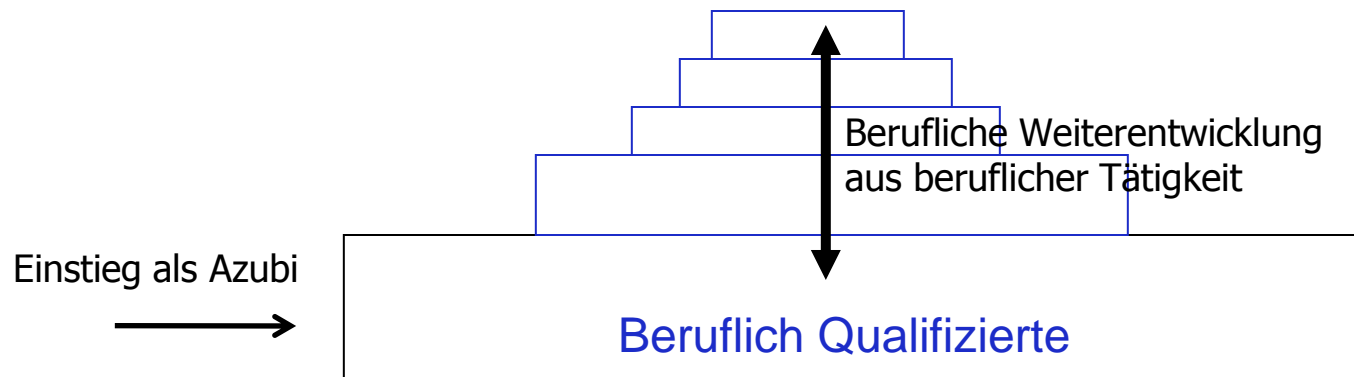 Berufliche Weiterentwicklung
aus beruflicher Tätigkeit
Einstieg als Azubi
Beruflich Qualifizierte